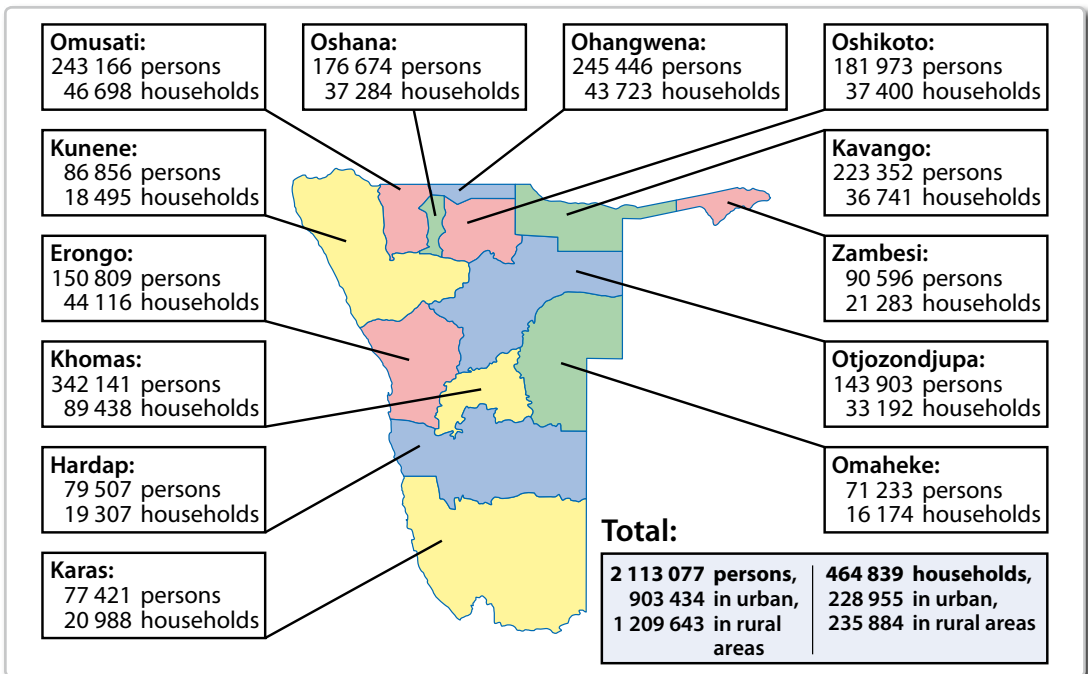 Omusati:
243 166 persons
46 698 households
Oshana:
176 674 persons
37 284 households
Ohangwena:
245 446 persons
43 723 households
Oshikoto:
181 973 persons
37 400 households
Kunene:
86 856 persons
18 495 households
Kavango:
223 352 persons
36 741 households
Erongo:
150 809 persons
44 116 households
Zambesi:
90 596 persons
21 283 households
Khomas:
342 141 persons
89 438 households
Otjozondjupa:
143 903 persons
33 192 households
Hardap:
79 507 persons
19 307 households
Omaheke:
71 233 persons
16 174 households
Karas:
77 421 persons
20 988 households
Total:
2 113 077 persons,
903 434 in urban,
1 209 643 in rural
areas
464 839 households,
228 955 in urban,
235 884 in rural areas